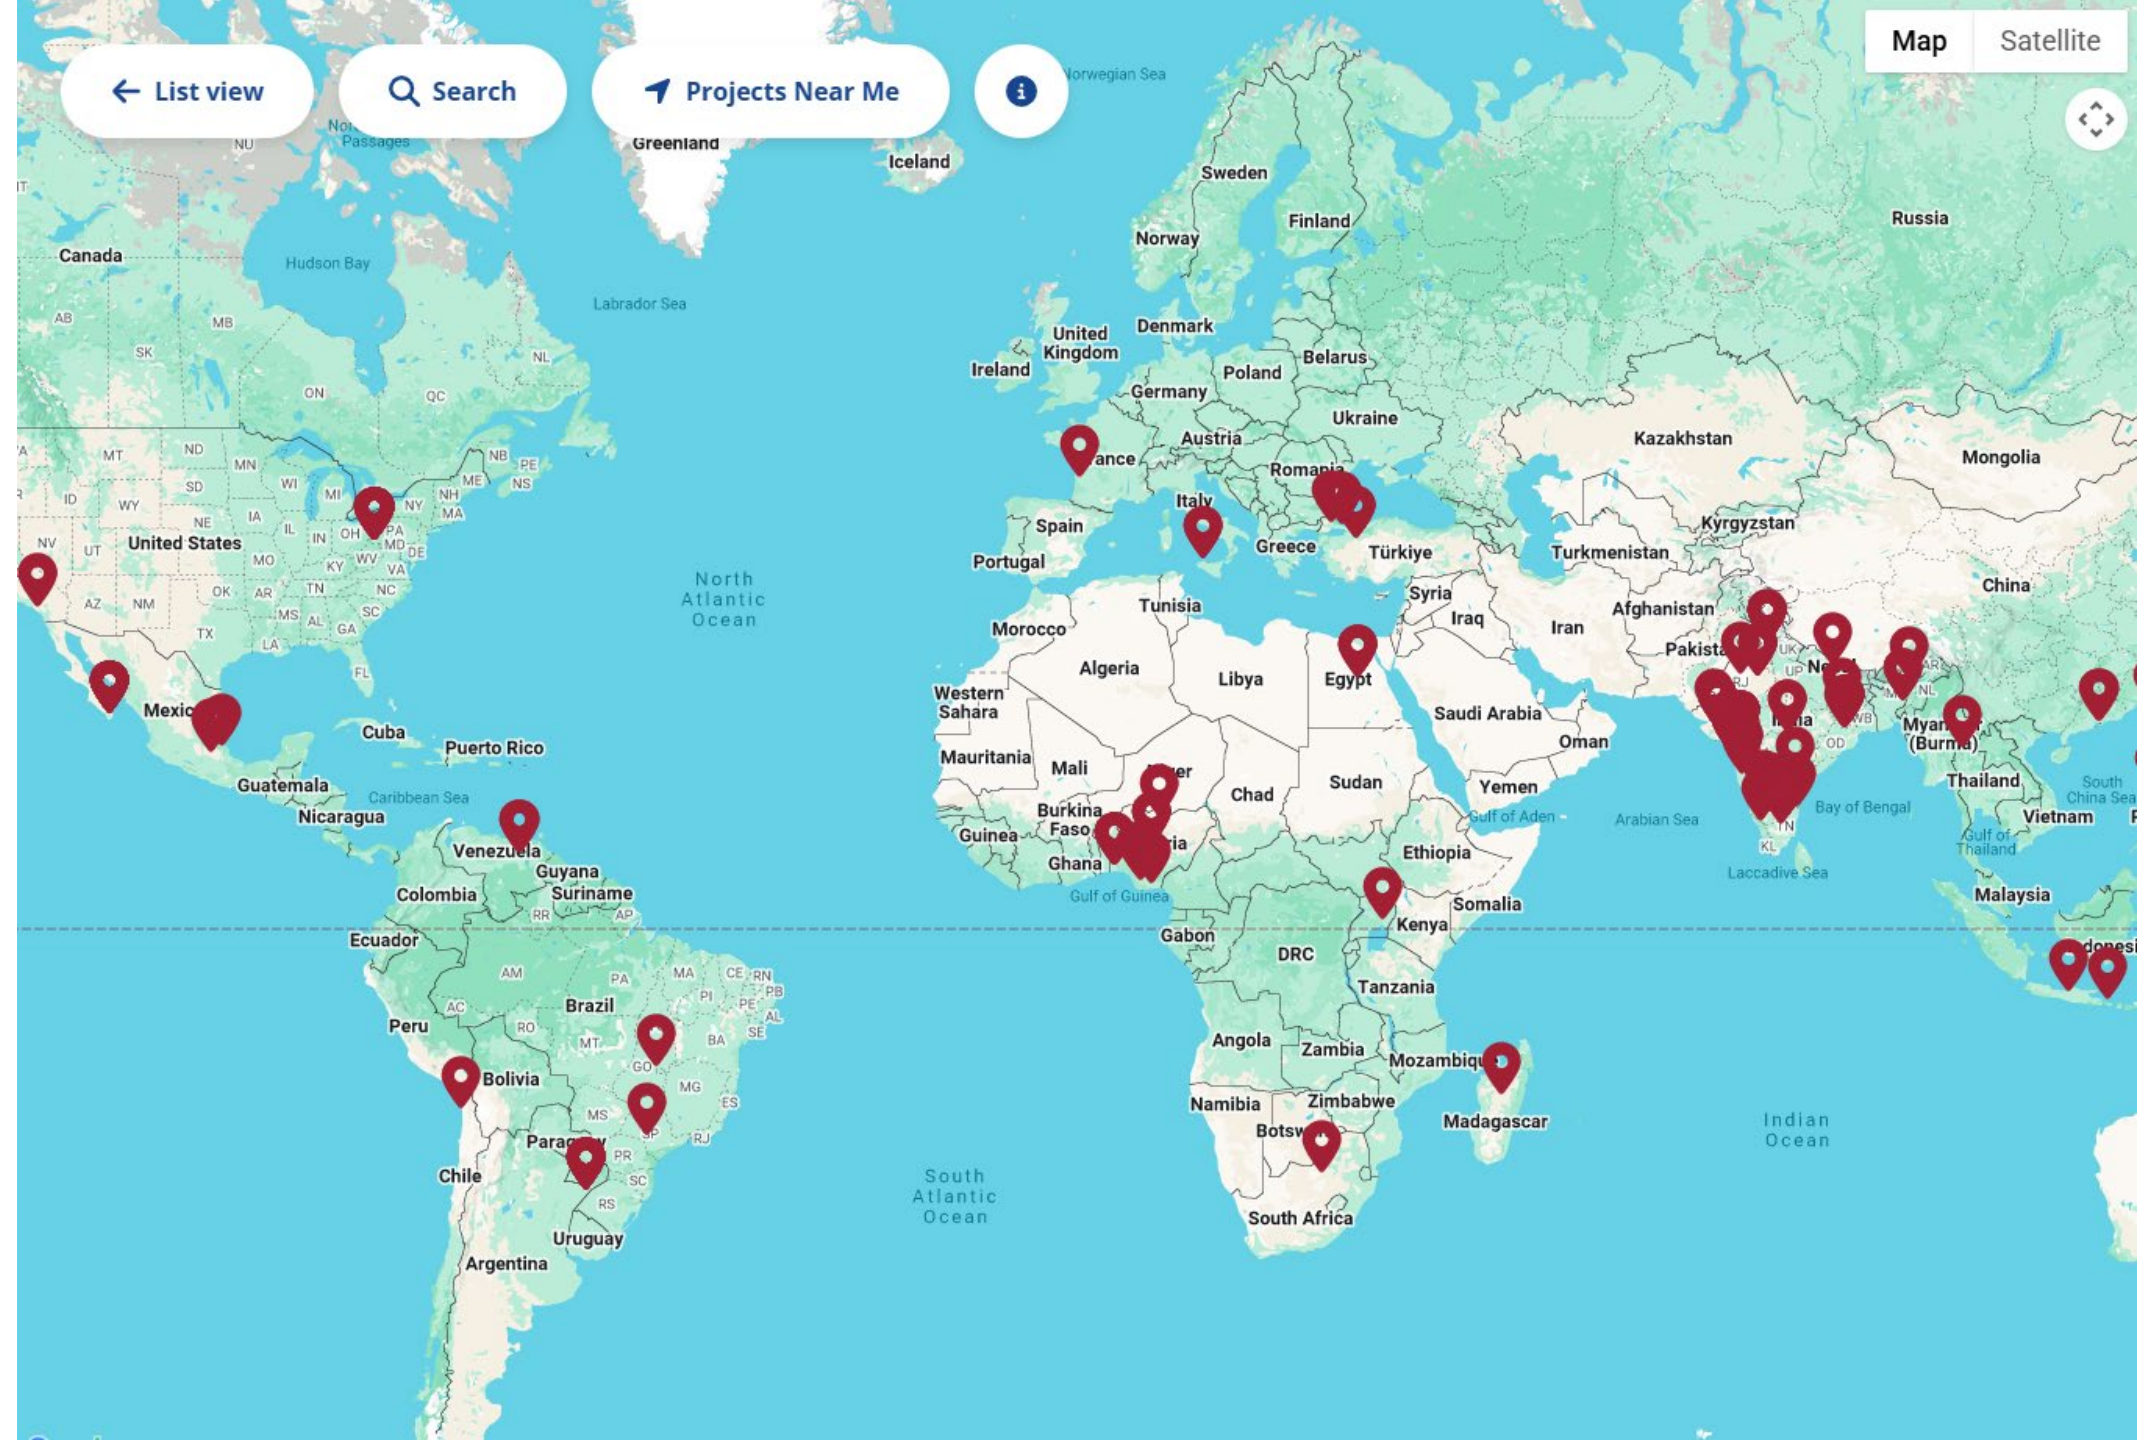 List view
Search
Projects Near Me
Map
Satellite
Norwegian Sea
Passages
NU
Greenland
Iceland
Sweden
Finland
Russia
Norway
Canada
Hudson Bay
Labrador Sea
AB
MB
SK
NL
ON
QC
United
Kingdom
Denmark
Ireland
Belarus
Poland
Germany
Ukraine
Austria
Romania
Kazakhstan
Mongolia
MT
ND
MN
NB
PE
ME
NS
ID
SD
WI
MI
NH
WY
NY
MA
NE
IA
IL
IN
OH
PA
MD
DE
NV
UT
United States
MO
KY
WV
VA
Italy
Spain
Portugal
Greece
Türkiye
Kyrgyzstan
Turkmenistan
China
AZ
NM
OK
AR
TN
NC
MS
AL
SC
GA
TX
LA
FL
North
Atlantic
Ocean
Tunisia
Morocco
Syria
Iraq
Iran
Afghanistan
UK
UP
RJ
AR
NL
Algeria
Libya
Egypt
Western
Sahara
Saudi Arabia
Oman
WB
OD
Cuba
Puerto Rico
Mauritania
Mali
Chad
Sudan
Yemen
(Burma)
Thailand
South
China Sea
Vietnam
Guatemala
Caribbean Sea
Nicaragua
Burkina
Faso
Guinea
Ghana
Gulf of Guinea
Gulf of Aden
Arabian Sea
Bay of Bengal
TN
KL
Laccadive Sea
Gulf of
Thailand
Ethiopia
Malaysia
Venezuela
Guyana
Suriname
Colombia
RR
AP
Somalia
Kenya
Ecuador
Gabon
DRC
AM
PA
MA
CE
RN
PB
PI
PE
AL
SE
AC
Brazil
Peru
RO
MT
BA
Tanzania
Angola
Zambia
GO
Bolivia
MG
MS
ES
SP
RJ
Namibia
Zimbabwe
Madagascar
Indian
Ocean
PR
SC
Chile
RS
Uruguay
Argentina
South
Atlantic
Ocean
South Africa